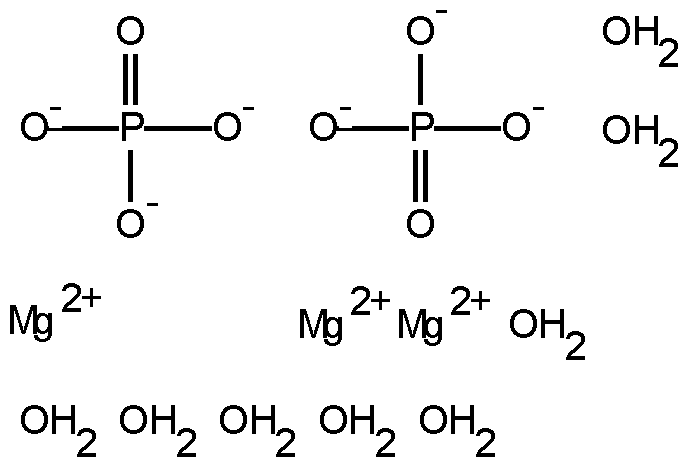 O O⁻ OH₂
O⁻ P O⁻ O⁻ P O⁻ OH₂
O⁻ O
Mg²⁺ Mg²⁺ Mg²⁺ OH₂
OH₂ OH₂ OH₂ OH₂ OH₂